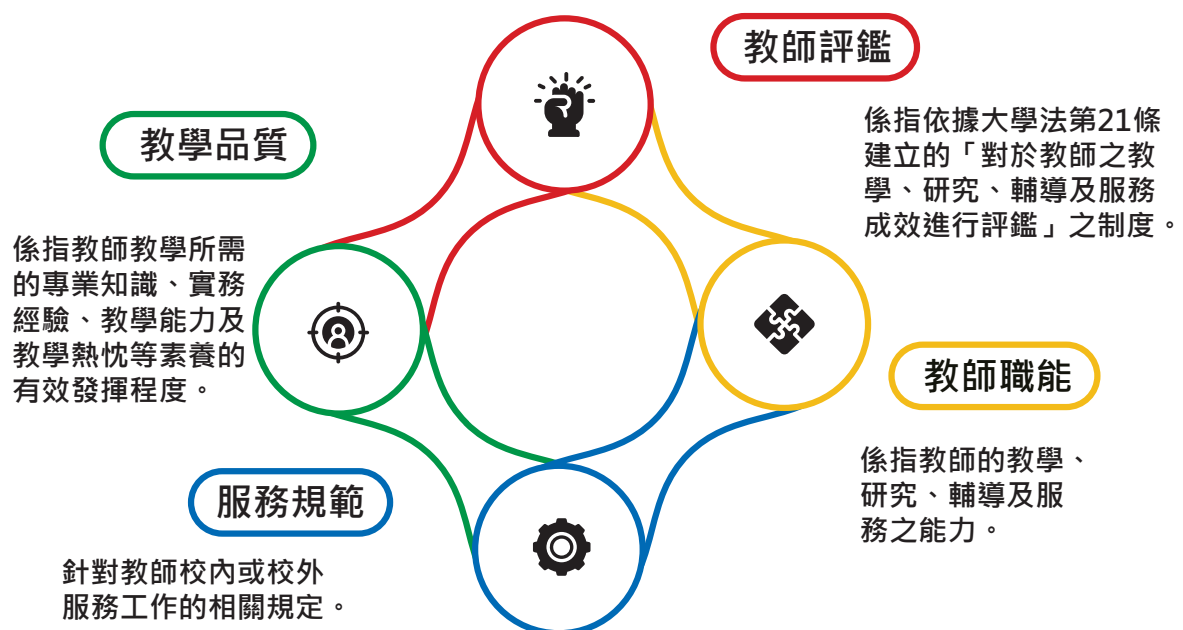 教師評鑑
係指依據大學法第21條
建立的「對於教師之教
學、研究、輔導及服務
成效進行評鑑」之制度。
教學品質
係指教師教學所需
的專業知識、實務
經驗、教學能力及
教學熱忱等素養的
有效發揮程度。
教師職能
係指教師的教學、
研究、輔導及服
務之能力。
服務規範
針對教師校內或校外
服務工作的相關規定。